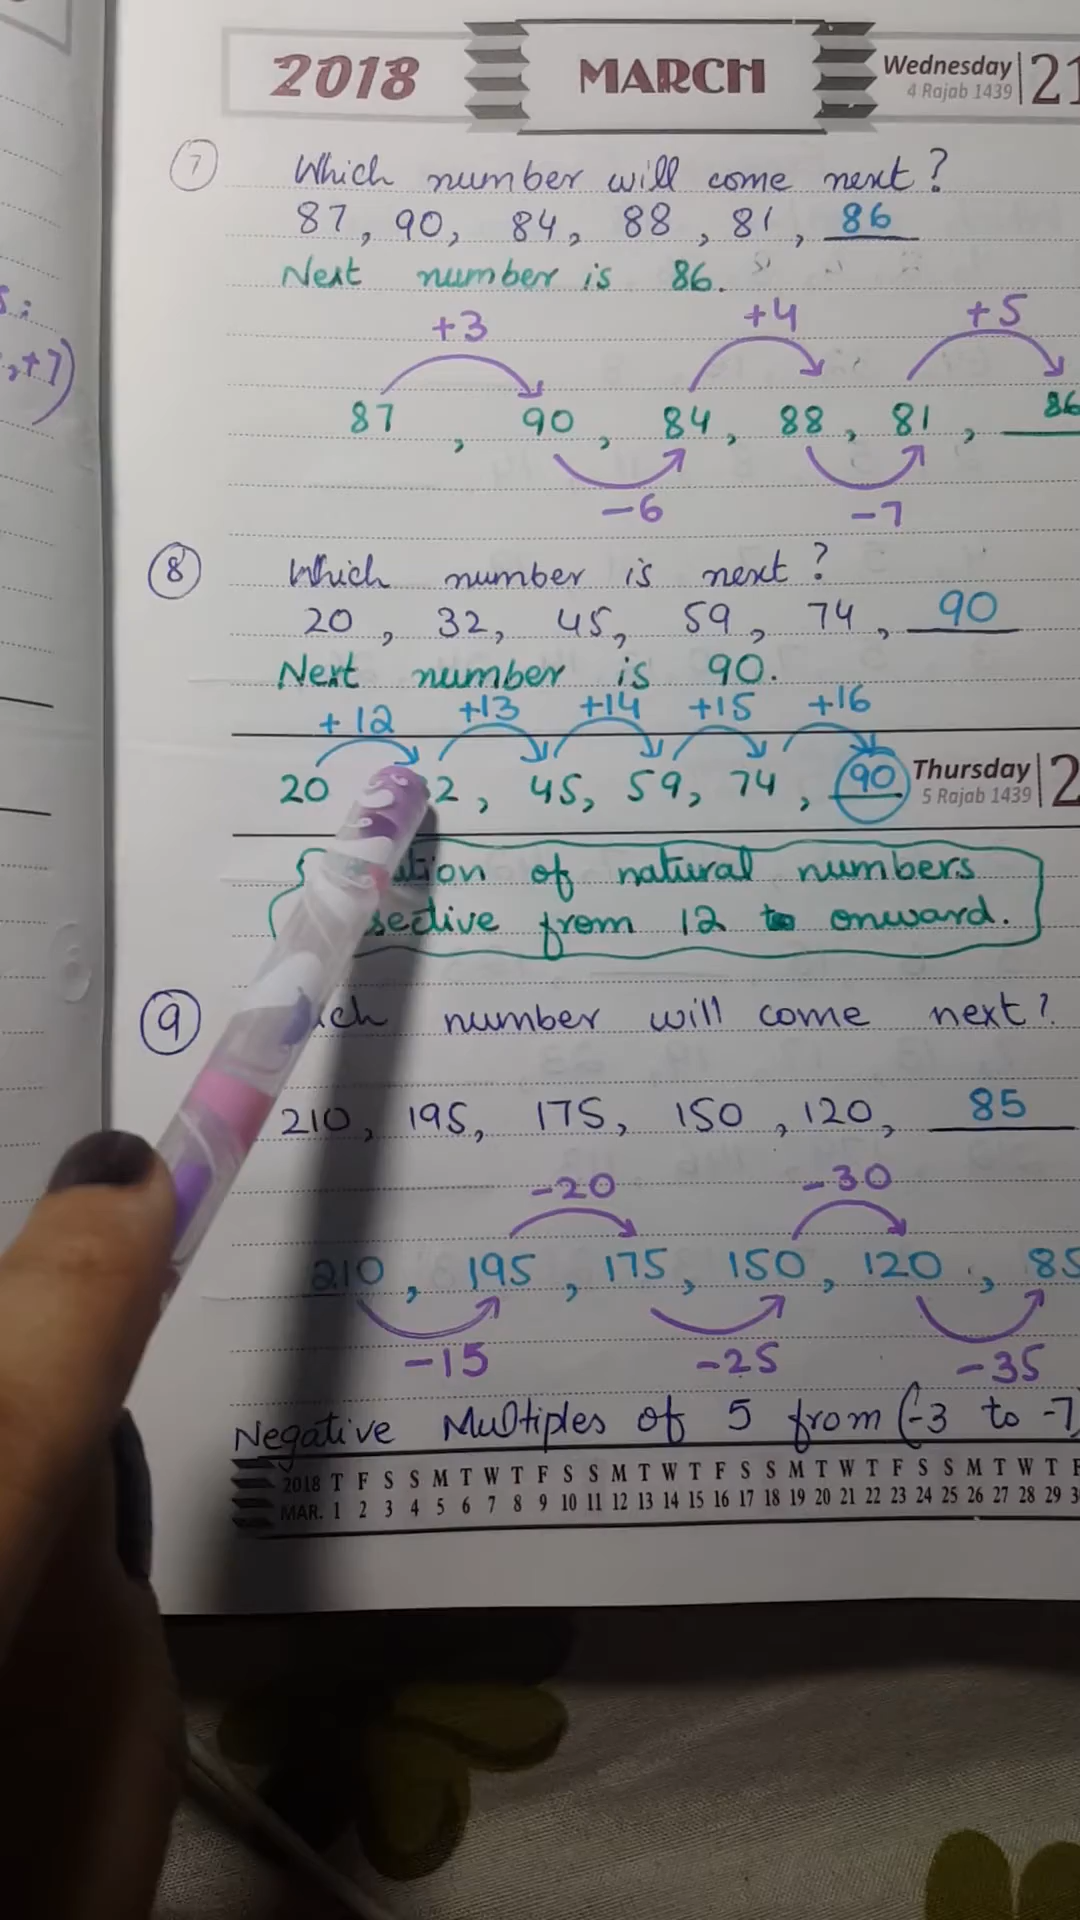 2018 MARCH Wednesday 21
4 Rajab 1439
7 Which number will come next?
87, 90, 84, 88, 81, 86
Next number is 86.
+3 +4 +5
87, 90, 84, 88, 81, 86
-6 -7
8 Which number is next?
20, 32, 45, 59, 74, 90
Next number is 90.
+12 +13 +14 +15 +16
20 2, 45, 59, 74, 90 Thursday 2
5 Rajab 1439
of natural numbers
from 12 to onward.
9 number will come next?
210, 195, 175, 150, 120, 85
-20 -30
210, 195, 175, 150, 120, 85
-15 -25 -35
Negative Multiples of 5 from (-3 to -7
2018 T F S S M T W T F S S M T W T F S S M T W T F S S M T W T F
MAR. 1 2 3 4 5 6 7 8 9 10 11 12 13 14 15 16 17 18 19 20 21 22 23 24 25 26 27 28 29 3